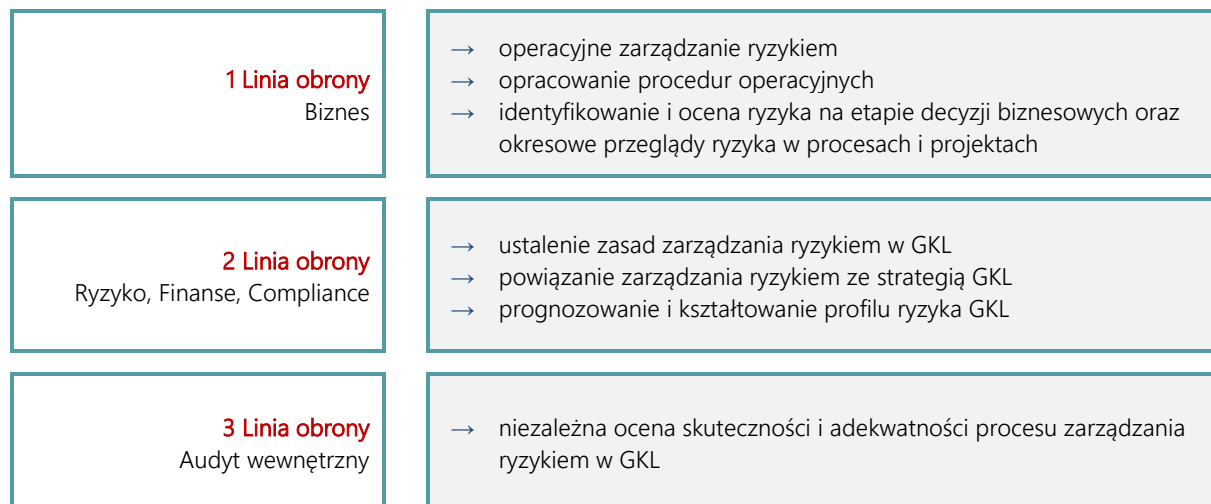 1 Linia obrony
Biznes
→ operacyjne zarządzanie ryzykiem
→ opracowanie procedur operacyjnych
→ identyfikowanie i ocena ryzyka na etapie decyzji biznesowych oraz
okresowe przeglądy ryzyka w procesach i projektach
2 Linia obrony
Ryzyko, Finanse, Compliance
→ ustalenie zasad zarządzania ryzykiem w GKL
→ powiązanie zarządzania ryzykiem ze strategią GKL
→ prognozowanie i kształtowanie profilu ryzyka GKL
3 Linia obrony
Audyt wewnętrzny
→ niezależna ocena skuteczności i adekwatności procesu zarządzania
ryzykiem w GKL